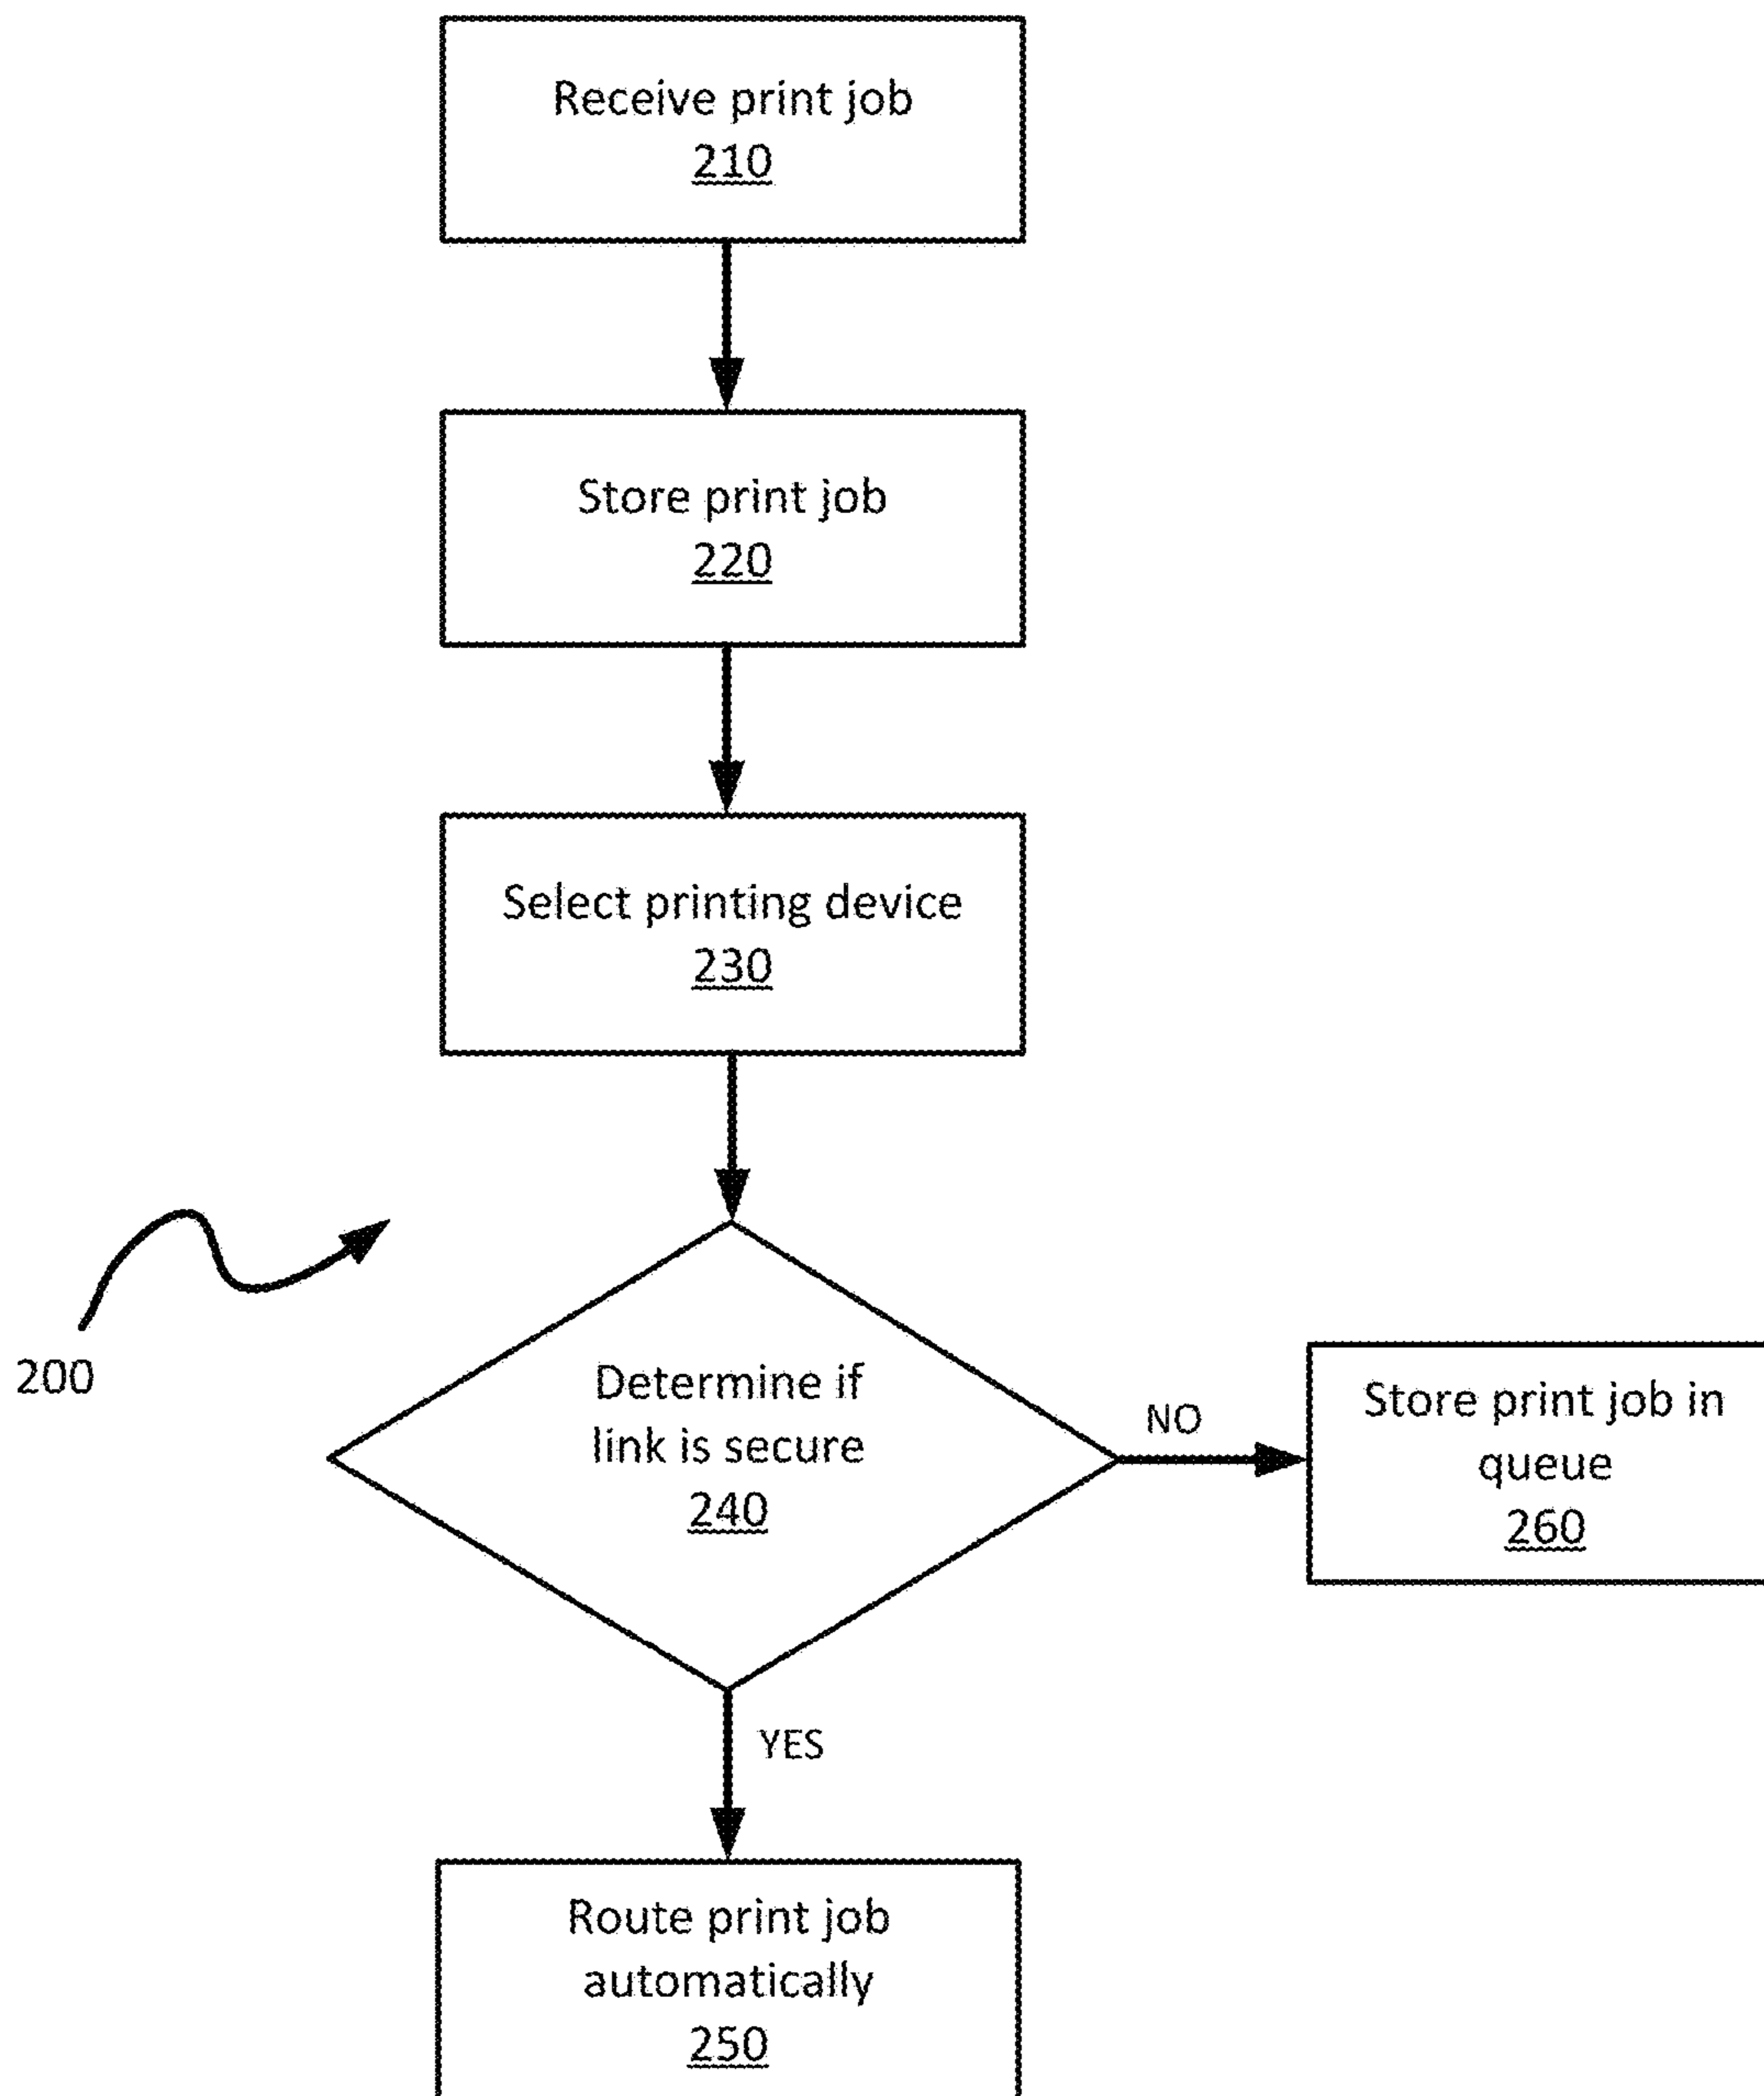 Receive print job
210
Store print job
220
Select printing device
230
200
Determine if
link is secure
240
NO
Store print job in
queue
260
YES
Route print job
automatically
250